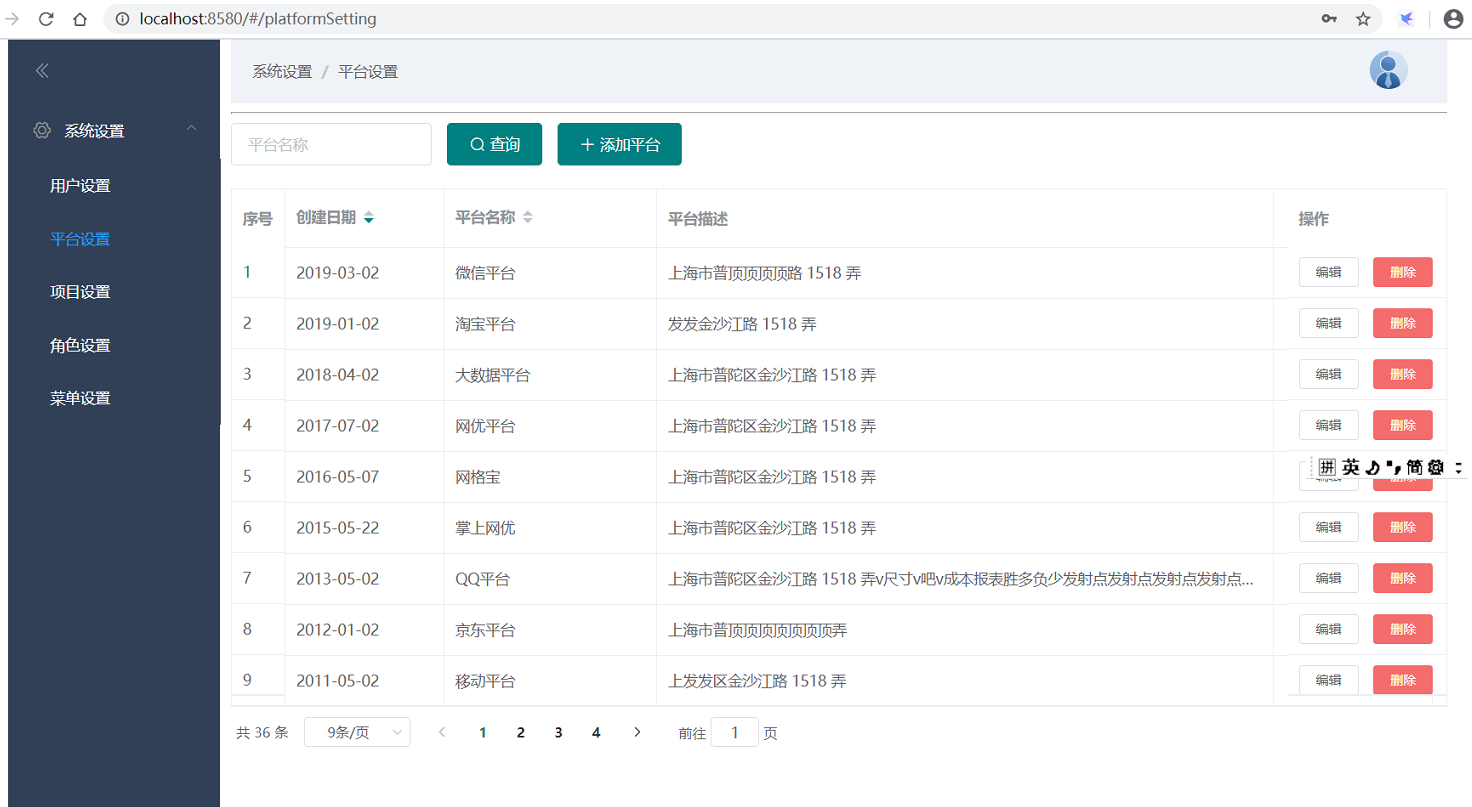 localhost:8580/#/platformSetting
系统设置 / 平台设置
系统设置
用户设置
平台设置
项目设置
角色设置
菜单设置
平台名称 查询 添加平台
序号 创建日期 平台名称 平台描述 操作
1 2019-03-02 微信平台 上海市普顶顶顶顶路 1518 弄 编辑 删除
2 2019-01-02 淘宝平台 发发金沙江路 1518 弄 编辑 删除
3 2018-04-02 大数据平台 上海市普陀区金沙江路 1518 弄 编辑 删除
4 2017-07-02 网优平台 上海市普陀区金沙江路 1518 弄 编辑 删除
拼 英 简
5 2016-05-07 网格宝 上海市普陀区金沙江路 1518 弄 编辑 删除
6 2015-05-22 掌上网优 上海市普陀区金沙江路 1518 弄 编辑 删除
7 2013-05-02 QQ平台 上海市普陀区金沙江路 1518 弄v尺寸v吧v成本报表胜多负少发射点发射点发射点发射点... 编辑 删除
8 2012-01-02 京东平台 上海市普顶顶顶顶顶顶顶弄 编辑 删除
9 2011-05-02 移动平台 上发发区金沙江路 1518 弄 编辑 删除
共 36 条 9条/页 1 2 3 4 前往 1 页